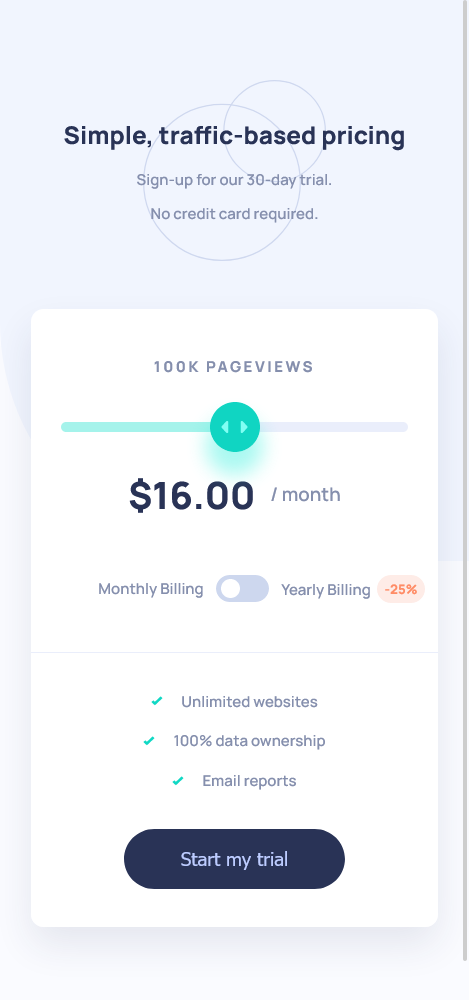 Simple, traffic-based pricing
Sign-up for our 30-day trial.
No credit card required.
100K PAGEVIEWS
$16.00 / month
Monthly Billing Yearly Billing -25%
Unlimited websites
100% data ownership
Email reports
Start my trial